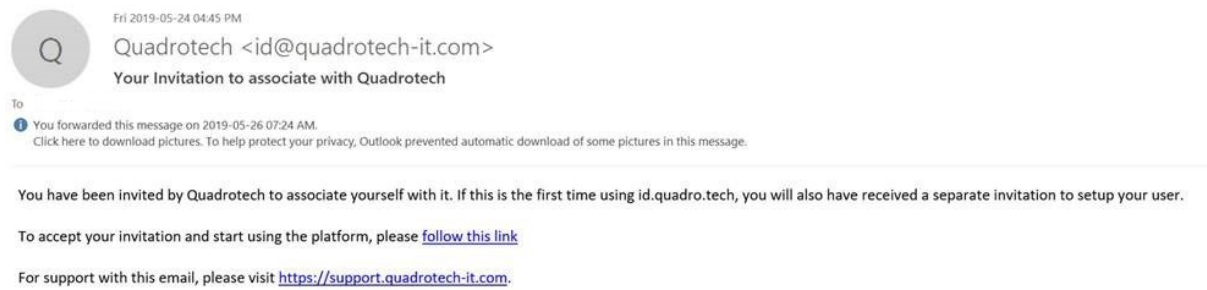 Fri 2019-05-24 04:45 PM
Q
Quadrotech <id@quadrotech-it.com>
Your Invitation to associate with Quadrotech
To
You forwarded this message on 2019-05-26 07:24 AM.
Click here to download pictures. To help protect your privacy, Outlook prevented automatic download of some pictures in this message.
You have been invited by Quadrotech to associate yourself with it. If this is the first time using id.quadro.tech, you will also have received a separate invitation to setup your user.
To accept your invitation and start using the platform, please follow this link
For support with this email, please visit https://support.quadrotech-it.com.